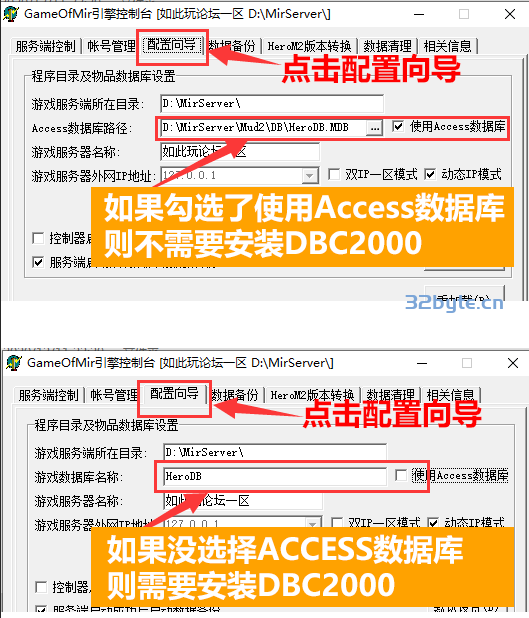 GameOfMir引擎控制台 [如此玩论坛一区 D:\MirServer\]
服务端控制 帐号管理 配置向导 数据备份 HeroM2版本转换 数据清理 相关信息
点击配置向导
程序目录及物品数据库设置
游戏服务端所在目录: D:\MirServer\
Access数据库路径: D:\MirServer\Mud2\DB\HeroDB.MDB ... 使用Access数据库
游戏服务器名称: 如此玩论坛一区
游戏服务器外网IP地址: 127.0.0.1 双IP一区模式 动态IP模式
如果勾选了使用Access数据库
则不需要安装DBC2000
控制器
服务端
重加载(R)
32byte.cn
GameOfMir引擎控制台 [如此玩论坛一区 D:\MirServer\]
服务端控制 帐号管理 配置向导 数据备份 HeroM2版本转换 数据清理 相关信息
点击配置向导
程序目录及物品数据库设置
游戏服务端所在目录: D:\MirServer\
游戏数据库名称: HeroDB 使用Access数据库
游戏服务器名称: 如此玩论坛一区
游戏服务器外网IP地址 127.0.0.1 双IP一区模式 动态IP模式
如果没选择ACCESS数据库
则需要安装DBC2000
控制器
服务端启动成功后自动数据备份